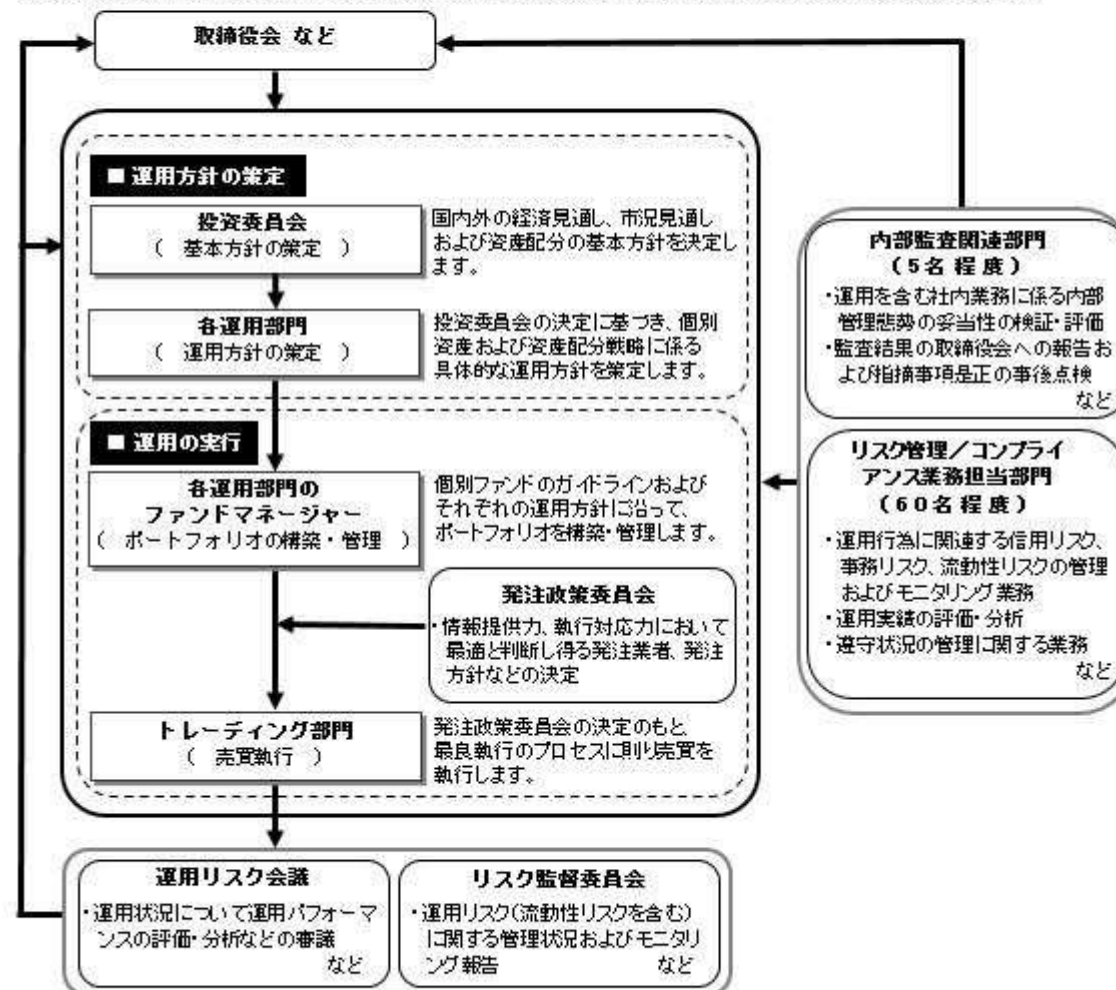 取締役会 など
■ 運用方針の策定
投資委員会
( 基本方針の策定 )
国内外の経済見通し、市況見通し
および資産配分の基本方針を決定し
ます。
各運用部門
( 運用方針の策定 )
投資委員会の決定に基づき、個別
資産および資産配分戦略に係る
具体的な運用方針を策定します。
■ 運用の実行
各運用部門の
ファンドマネージャー
( ポートフォリオの構築・管理 )
個別ファンドのガイドラインおよび
それぞれの運用方針に沿って、
ポートフォリオを構築・管理します。
発注政策委員会
・情報提供力、執行対応力において
最適と判断し得る発注業者、発注
方針などの決定
トレーディング部門
( 売買執行 )
発注政策委員会の決定のもと、
最良執行のプロセスに則り売買を
執行します。
内部監査関連部門
(5名程度)
・運用を含む社内業務に係る内部
管理態勢の妥当性の検証・評価
・監査結果の取締役会への報告お
よび指摘事項是正の事後点検
など
リスク管理/コンプライ
アンス業務担当部門
(60名程度)
・運用行為に関連する信用リスク、
事務リスク、流動性リスクの管理
およびモニタリング業務
・運用実績の評価・分析
・遵守状況の管理に関する業務
など
運用リスク会議
・運用状況について運用パフォーマ
ンスの評価・分析などの審議
など
リスク監督委員会
・運用リスク(流動性リスクを含む)
に関する管理状況およびモニタリ
ング報告 など